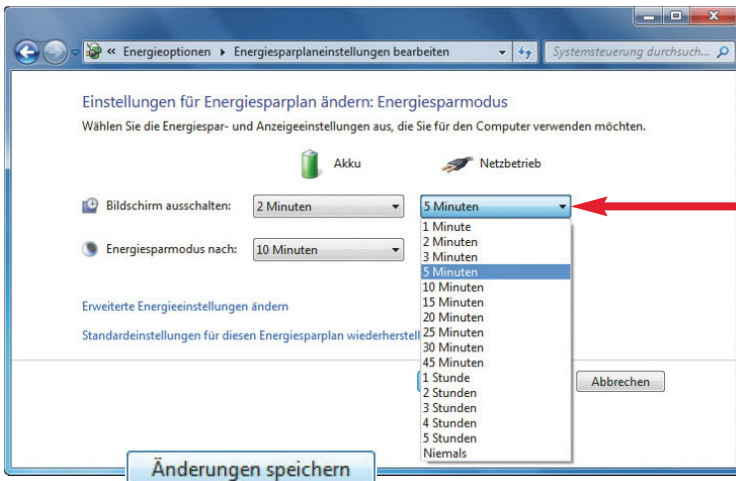 « Energieoptionen ▸ Energiesparplaneinstellungen bearbeiten Systemsteuerung durchsuch...
Einstellungen für Energiesparplan ändern: Energiesparmodus
Wählen Sie die Energiespar- und Anzeigeeinstellungen aus, die Sie für den Computer verwenden möchten.
Akku Netzbetrieb
Bildschirm ausschalten: 2 Minuten 5 Minuten
1 Minute
2 Minuten
3 Minuten
5 Minuten
10 Minuten
15 Minuten
20 Minuten
25 Minuten
30 Minuten
45 Minuten
1 Stunde
2 Stunden
3 Stunden
4 Stunden
5 Stunden
Niemals
Energiesparmodus nach: 10 Minuten
Erweiterte Energieeinstellungen ändern
Standardeinstellungen für diesen Energiesparplan wiederherstell
Abbrechen
Änderungen speichern